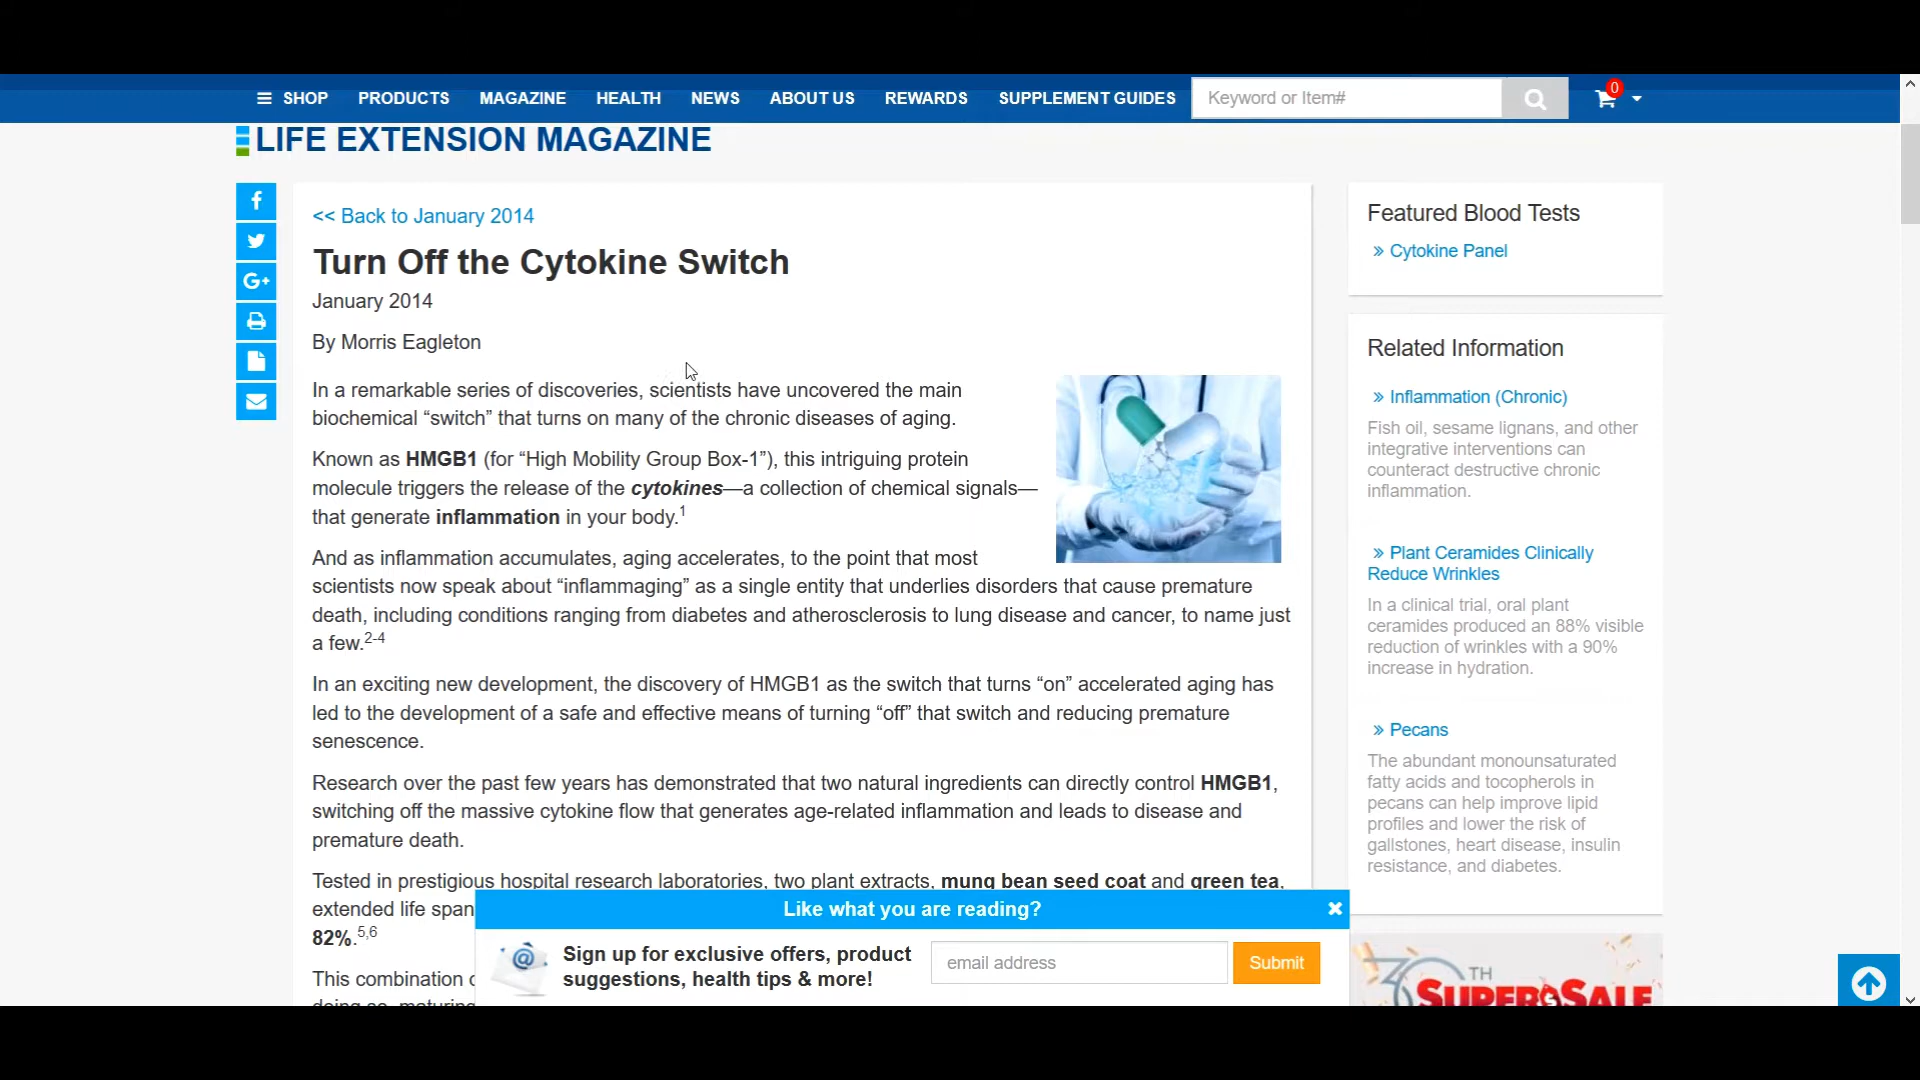 SHOP PRODUCTS MAGAZINE HEALTH NEWS ABOUT US REWARDS SUPPLEMENT GUIDES Keyword or Item# 0
LIFE EXTENSION MAGAZINE
<< Back to January 2014
Turn Off the Cytokine Switch
January 2014
By Morris Eagleton
In a remarkable series of discoveries, scientists have uncovered the main
biochemical “switch” that turns on many of the chronic diseases of aging.
Known as HMGB1 (for “High Mobility Group Box-1”), this intriguing protein
molecule triggers the release of the cytokines—a collection of chemical signals—
that generate inflammation in your body.1
And as inflammation accumulates, aging accelerates, to the point that most
scientists now speak about “inflammaging” as a single entity that underlies disorders that cause premature
death, including conditions ranging from diabetes and atherosclerosis to lung disease and cancer, to name just
a few.2-4
In an exciting new development, the discovery of HMGB1 as the switch that turns “on” accelerated aging has
led to the development of a safe and effective means of turning “off” that switch and reducing premature
senescence.
Research over the past few years has demonstrated that two natural ingredients can directly control HMGB1,
switching off the massive cytokine flow that generates age-related inflammation and leads to disease and
premature death.
Tested in prestigious hospital research laboratories, two plant extracts, mung bean seed coat and green tea,
extended life span
82%.5,6
This combination
doing so, maturing
Like what you are reading?
Sign up for exclusive offers, product
suggestions, health tips & more!
email address
Submit
Featured Blood Tests
» Cytokine Panel
Related Information
» Inflammation (Chronic)
Fish oil, sesame lignans, and other
integrative interventions can
counteract destructive chronic
inflammation.
» Plant Ceramides Clinically
Reduce Wrinkles
In a clinical trial, oral plant
ceramides produced an 88% visible
reduction of wrinkles with a 90%
increase in hydration.
» Pecans
The abundant monounsaturated
fatty acids and tocopherols in
pecans can help improve lipid
profiles and lower the risk of
gallstones, heart disease, insulin
resistance, and diabetes.
30TH
SUPER SALE